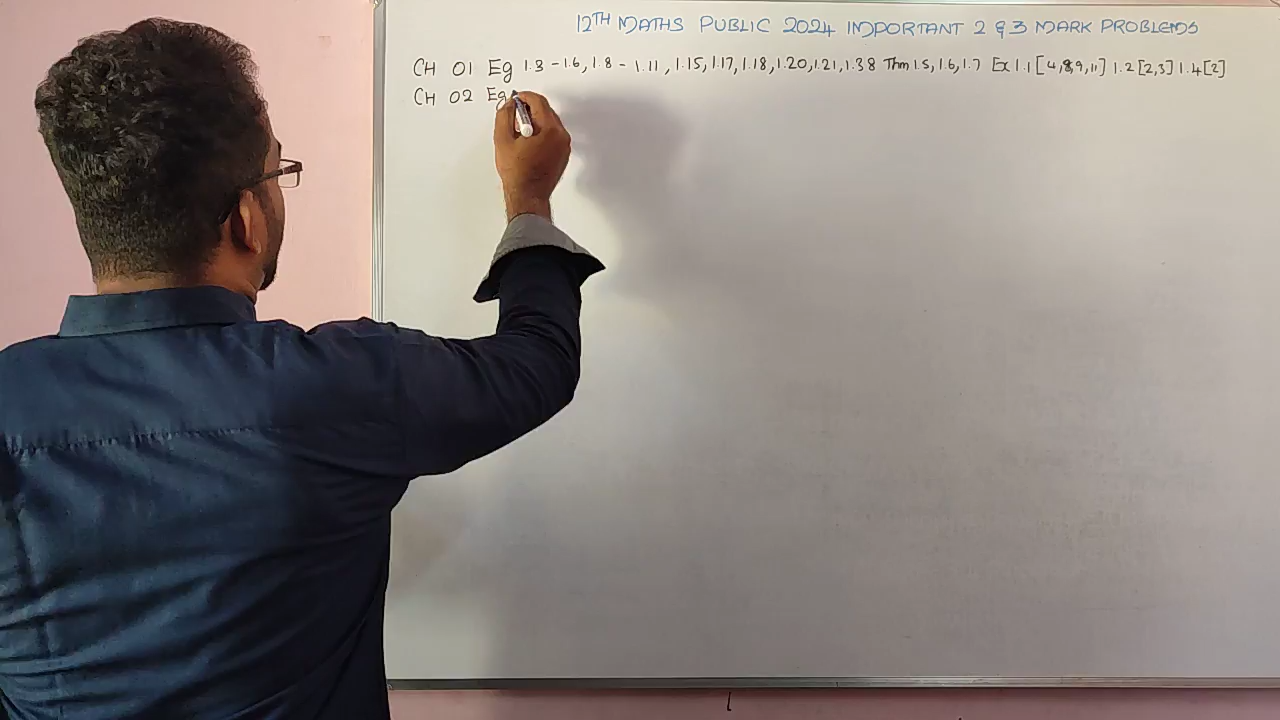 12TH MATHS PUBLIC 2024 IMPORTANT 2 & 3 MARK PROBLEMS
CH 01 Eg 1.3 - 1.6, 1.8 - 1.11, 1.15, 1.17, 1.18, 1.20, 1.21, 1.38 Thm 1.5, 1.6, 1.7 Ex 1.1 [4,8,9,11] 1.2 [2,3] 1.4 [2]
CH 02 Eg